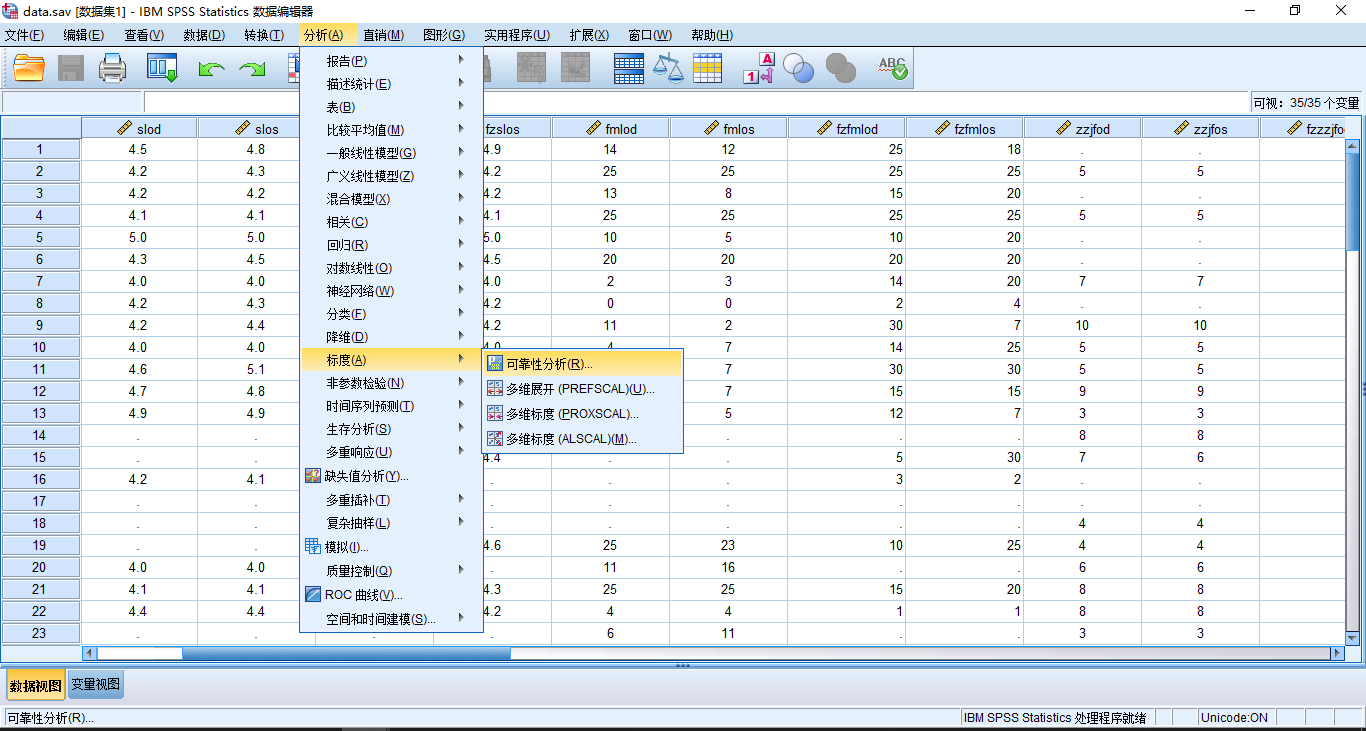 data.sav [数据集1] - IBM SPSS Statistics 数据编辑器
文件(F) 编辑(E) 查看(V) 数据(D) 转换(T) 分析(A) 直销(M) 图形(G) 实用程序(U) 扩展(X) 窗口(W) 帮助(H)
可视：35/35 个变量
slod slos fzslos fmlod fmlos fzfmlod fzfmlos zzjfod zzjfos fzzzjfo
1 4.5 4.8 4.9 14 12 25 18 . .
2 4.2 4.3 4.2 25 25 25 25 5 5
3 4.2 4.2 4.2 13 8 15 20 . .
4 4.1 4.1 4.1 25 25 25 25 5 5
5 5.0 5.0 5.0 10 5 10 20 . .
6 4.3 4.5 4.5 20 20 20 20 . .
7 4.0 4.0 4.0 2 3 14 20 7 7
8 4.2 4.3 4.2 0 0 2 4 . .
9 4.2 4.4 4.2 11 2 30 7 10 10
10 4.0 4.0 4.0 4 7 14 25 5 5
11 4.6 5.1 7 30 30 5 5
12 4.7 4.8 7 15 15 9 9
13 4.9 4.9 5 12 7 3 3
14 . . . . . 8 8
15 . . 4.4 . . 5 30 7 6
16 4.2 4.1 . . . 3 2 . .
17 . . . . . . . . .
18 . . . . . . . 4 4
19 . . 4.6 25 23 10 25 4 4
20 4.0 4.0 . 11 16 . . 6 6
21 4.1 4.1 4.3 25 25 15 20 8 8
22 4.4 4.4 4.2 4 4 1 1 8 8
23 . . . . 6 11 . . 3 3
报告(P)
描述统计(E)
表(B)
比较平均值(M)
一般线性模型(G)
广义线性模型(Z)
混合模型(X)
相关(C)
回归(R)
对数线性(O)
神经网络(W)
分类(F)
降维(D)
标度(A)
非参数检验(N)
时间序列预测(T)
生存分析(S)
多重响应(U)
缺失值分析(Y)...
多重插补(T)
复杂抽样(L)
模拟(I)...
质量控制(Q)
ROC 曲线(V)...
空间和时间建模(S)...
可靠性分析(R)...
多维展开 (PREFSCAL)(U)...
多维标度 (PROXSCAL)...
多维标度 (ALSCAL)(M)...
数据视图 变量视图
可靠性分析(R)...
IBM SPSS Statistics 处理程序就绪
Unicode:ON